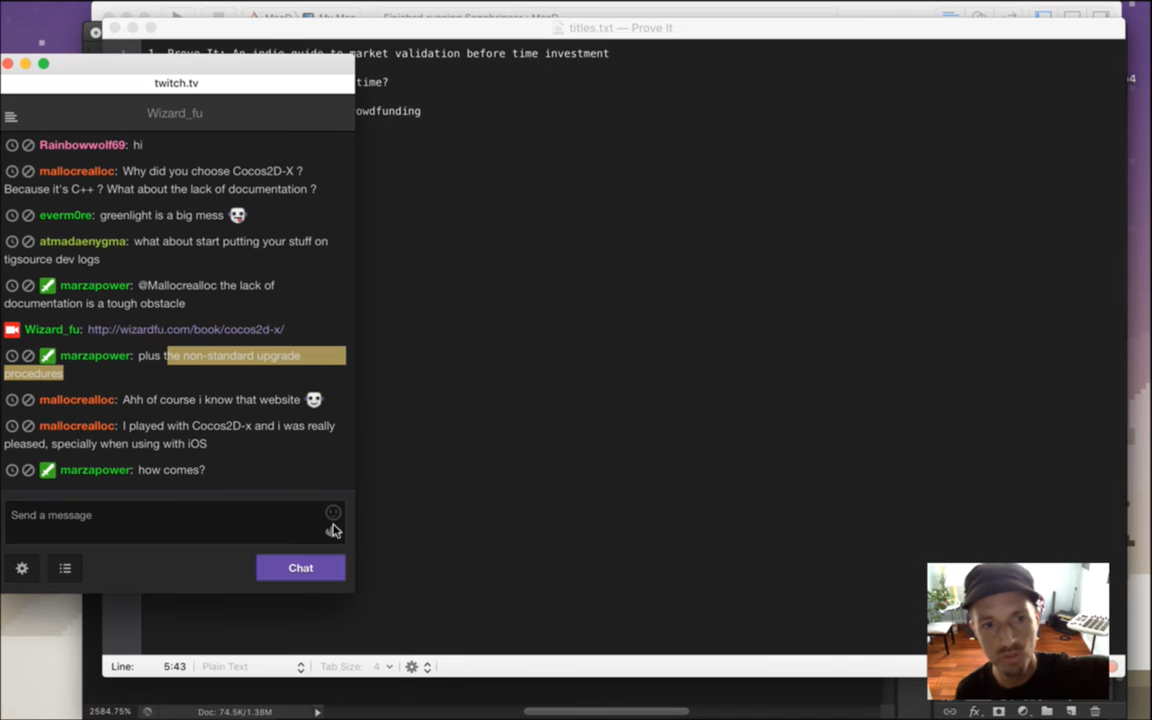 titles.txt — Prove It
1. Prove It: An indie guide to market validation before time investment
time?
owdfunding
twitch.tv
Wizard_fu
Rainbowwolf69: hi
mallocrealloc: Why did you choose Cocos2D-X ?
Because it's C++ ? What about the lack of documentation ?
everm0re: greenlight is a big mess
atmadaenygma: what about start putting your stuff on
tigsource dev logs
marzapower: @Mallocrealloc the lack of
documentation is a tough obstacle
Wizard_fu: http://wizardfu.com/book/cocos2d-x/
marzapower: plus the non-standard upgrade
procedures
mallocrealloc: Ahh of course i know that website
mallocrealloc: I played with Cocos2D-x and i was really
pleased, specially when using with iOS
marzapower: how comes?
Send a message
Chat
Line: 5:43 Plain Text Tab Size: 4
2584.75% Doc: 74.5K/1.38M
fx